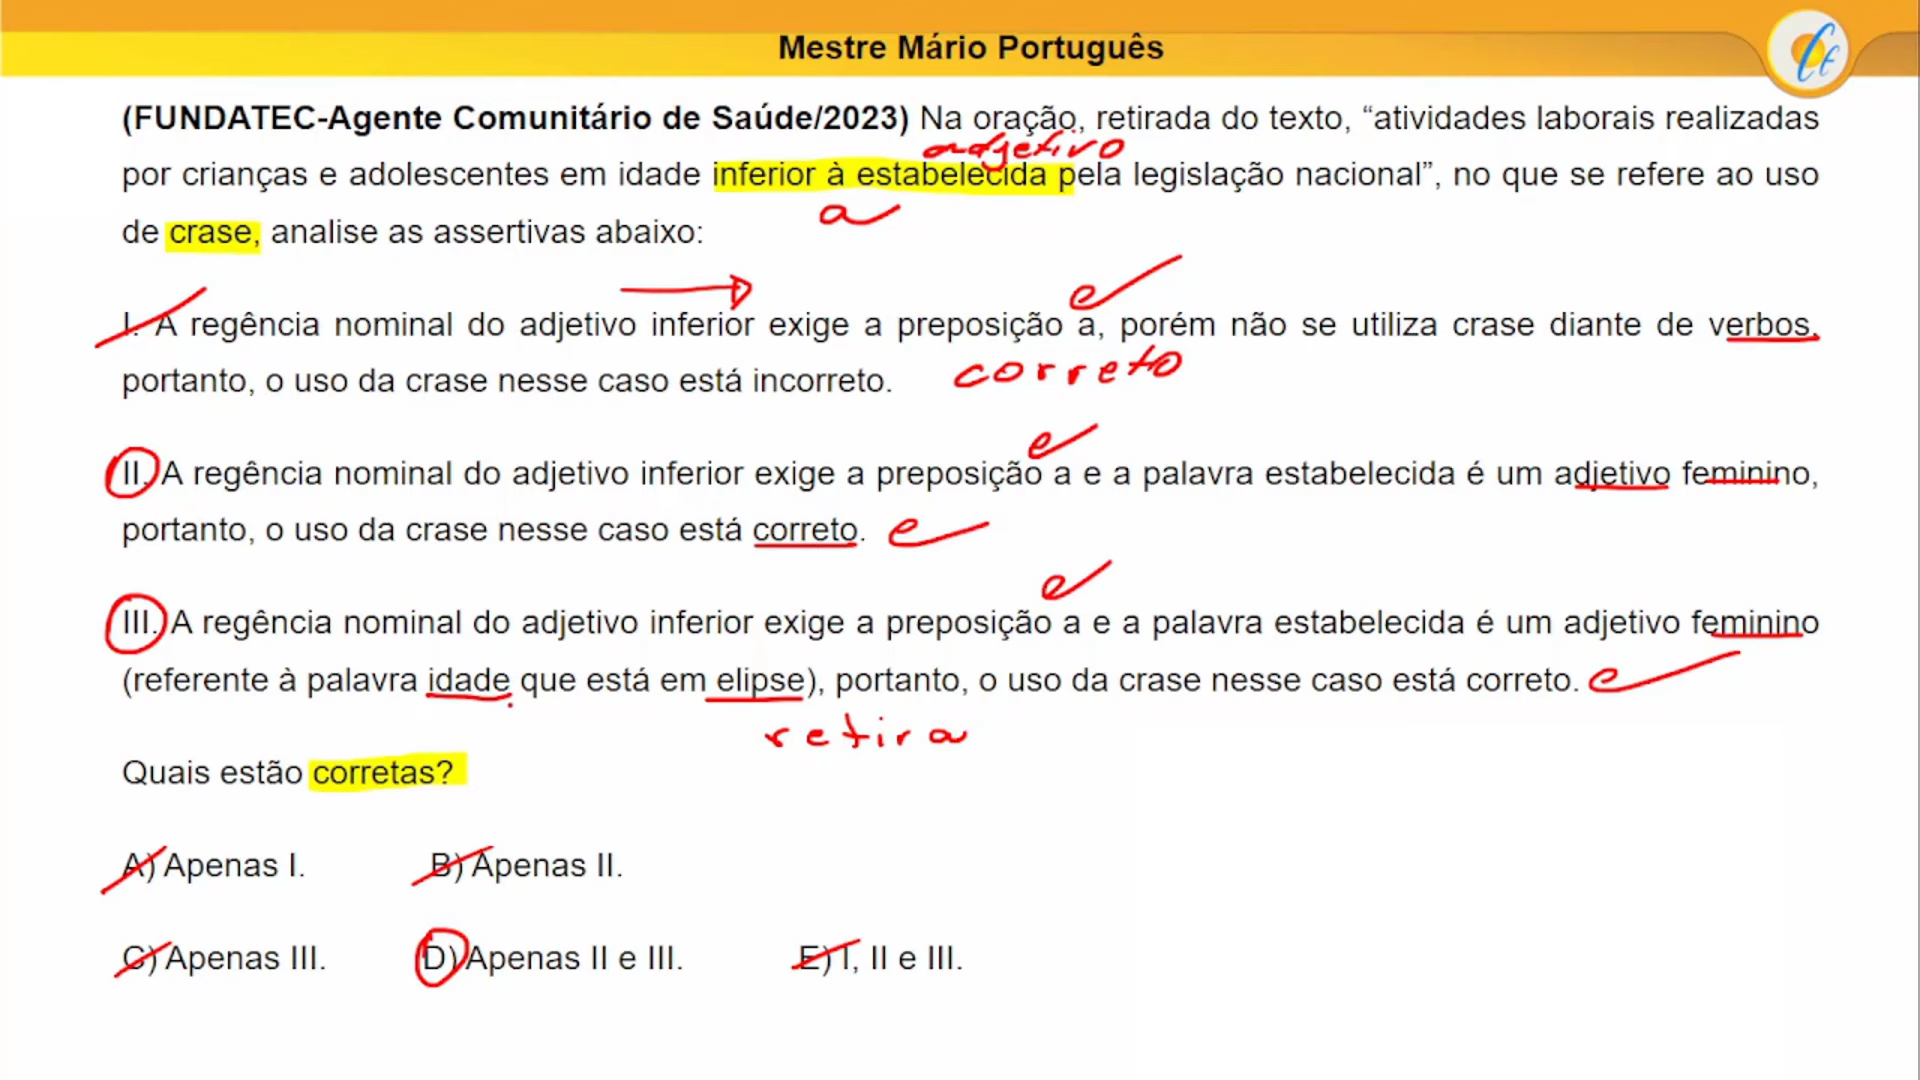 Mestre Mário Português
(FUNDATEC-Agente Comunitário de Saúde/2023) Na oração, retirada do texto, “atividades laborais realizadas
adjetivo
por crianças e adolescentes em idade inferior à estabelecida pela legislação nacional”, no que se refere ao uso
a
de crase, analise as assertivas abaixo:
I. A regência nominal do adjetivo inferior exige a preposição a, porém não se utiliza crase diante de verbos,
portanto, o uso da crase nesse caso está incorreto. correto
II. A regência nominal do adjetivo inferior exige a preposição a e a palavra estabelecida é um adjetivo feminino,
portanto, o uso da crase nesse caso está correto.
III. A regência nominal do adjetivo inferior exige a preposição a e a palavra estabelecida é um adjetivo feminino
(referente à palavra idade que está em elipse), portanto, o uso da crase nesse caso está correto.
retira
Quais estão corretas?
A) Apenas I. B) Apenas II.
C) Apenas III. D) Apenas II e III. E) I, II e III.